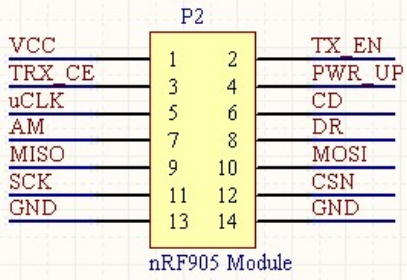 P2
VCC 1 2 TX_EN
TRX_CE 3 4 PWR_UP
uCLK 5 6 CD
AM 7 8 DR
MISO 9 10 MOSI
SCK 11 12 CSN
GND 13 14 GND
nRF905 Module